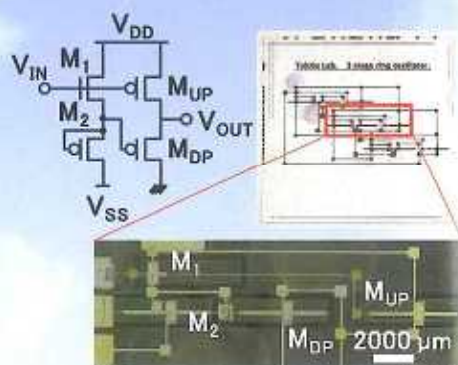 V_DD
V_IN
M_1
M_UP
M_2
V_OUT
M_DP
V_SS
3-stage ring oscillator
M_1
M_UP
M_2
M_DP
2000 μm